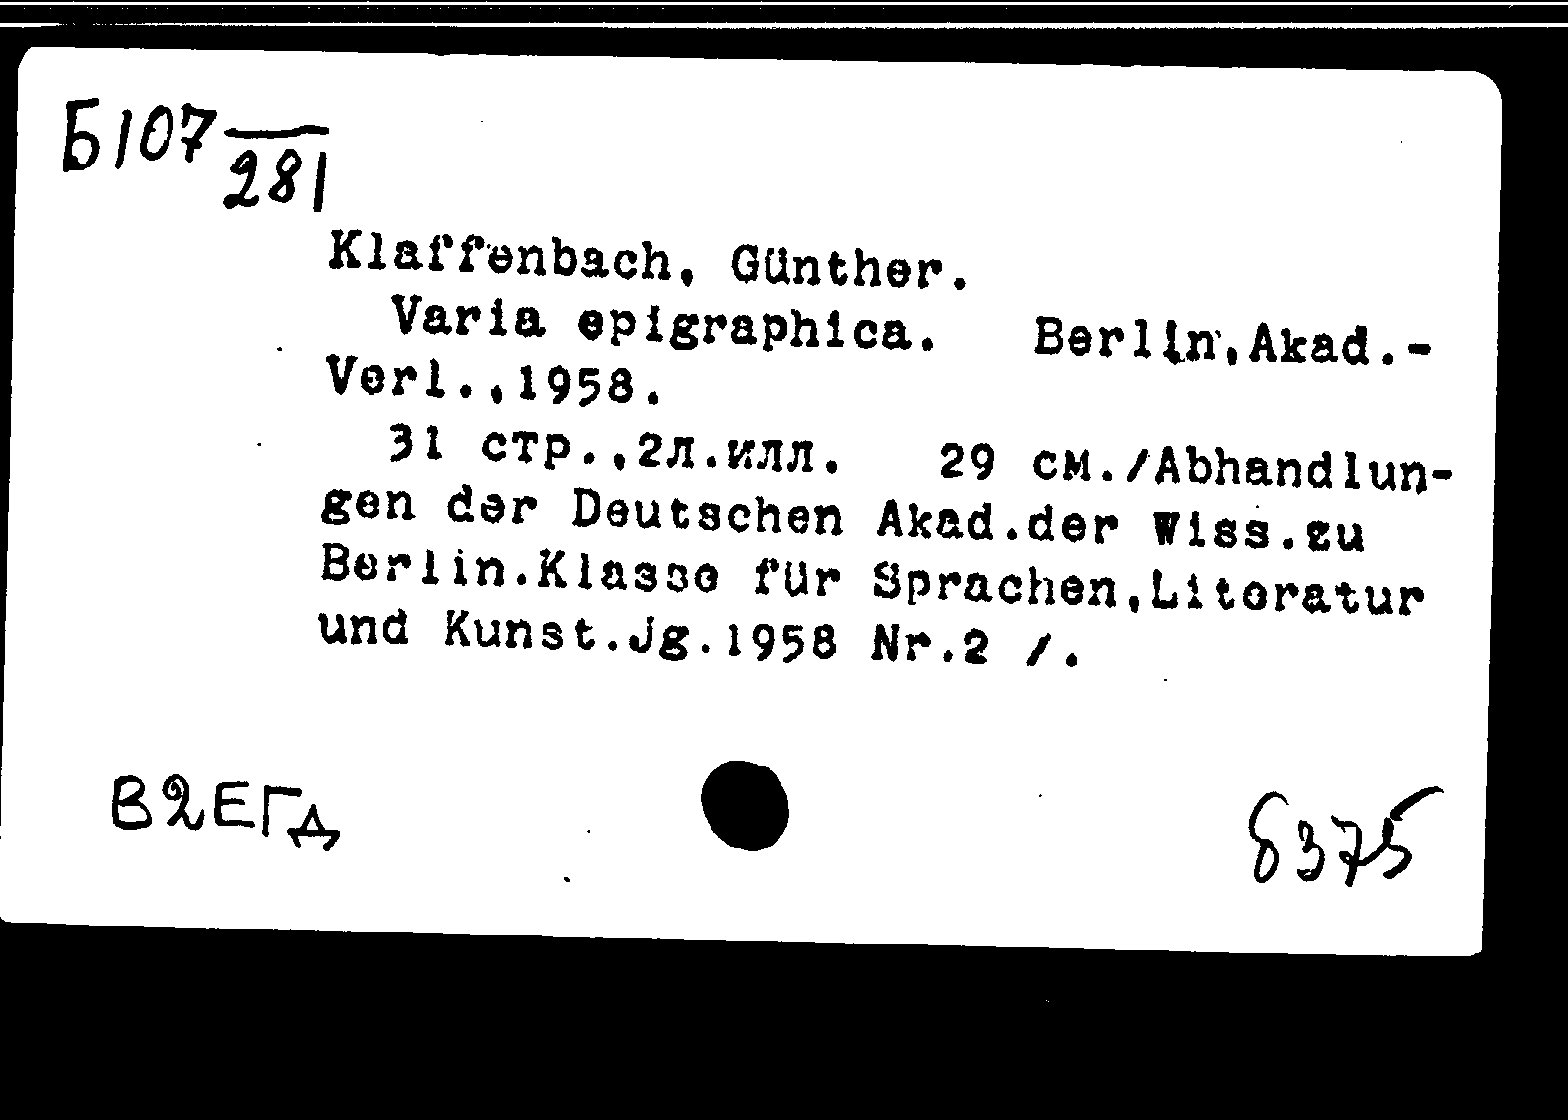 Б107
281
Klaffenbach, Günther.
Varia epigraphica. Berlin,Akad.-
Verl.,1958.
31 стр.,2л.илл. 29 см./Abhandlun-
gen der Deutschen Akad.der Wiss.zu
Berlin.Klasse für Sprachen,Literatur
und Kunst.Jg.1958 Nr.2 /.
В2ЕГд
б375